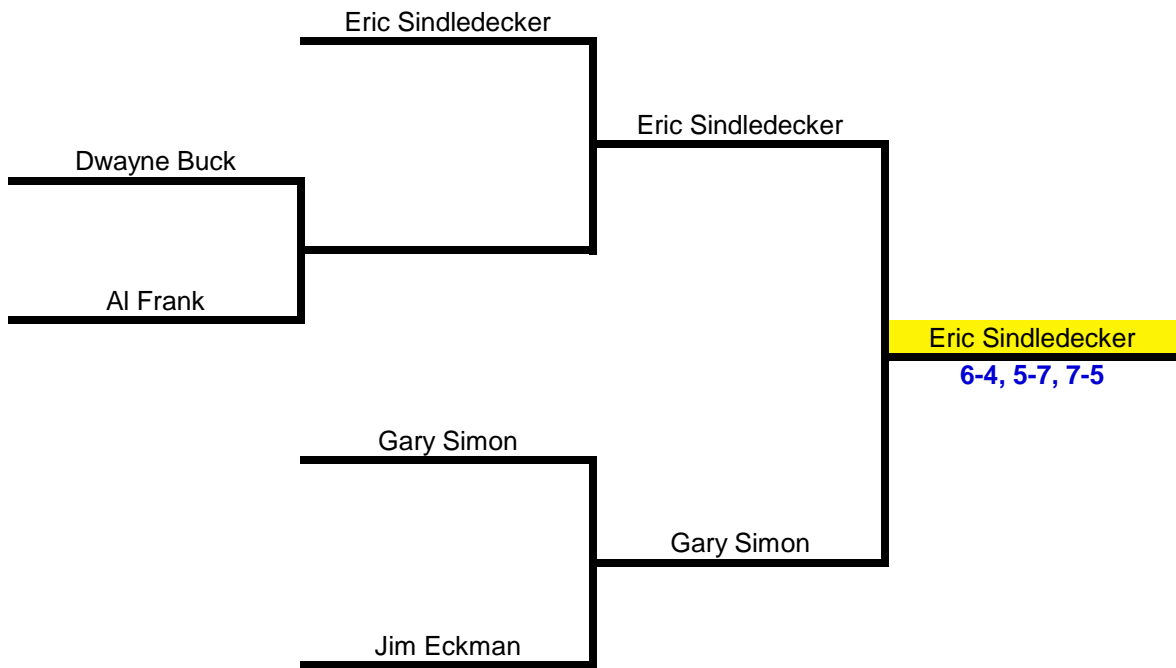 Eric Sindledecker
Eric Sindledecker
Dwayne Buck
Al Frank
Eric Sindledecker
6-4, 5-7, 7-5
Gary Simon
Gary Simon
Jim Eckman